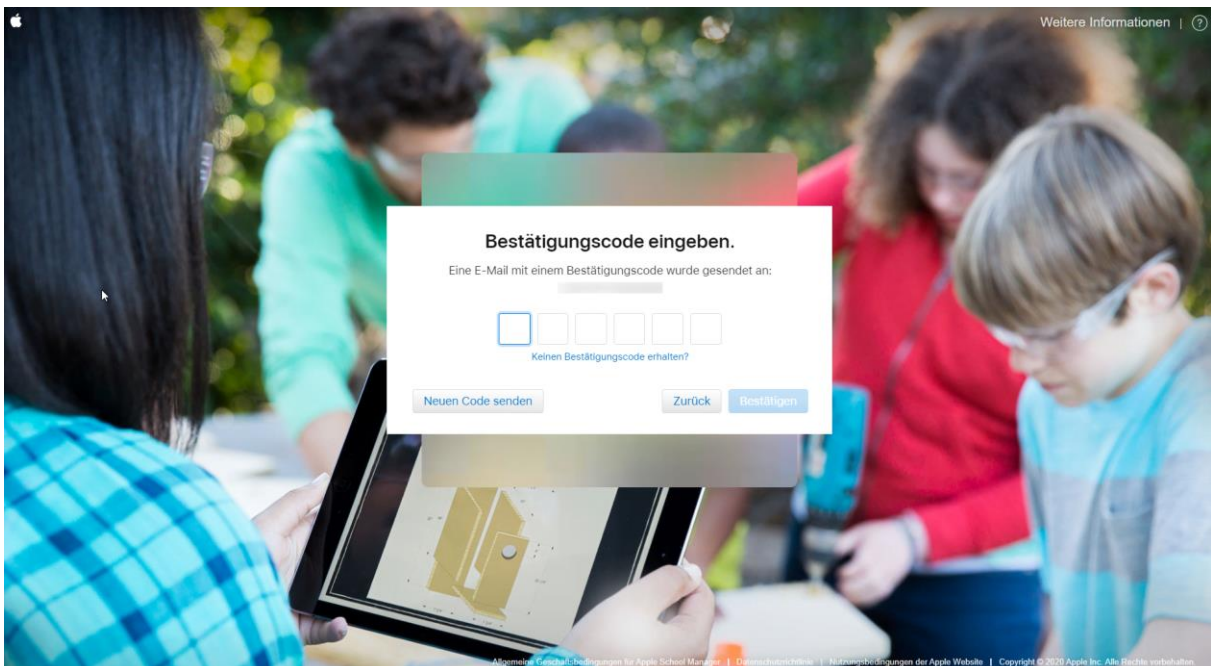 Weitere Informationen | ?
Bestätigungscode eingeben.
Eine E-Mail mit einem Bestätigungscode wurde gesendet an:
Keinen Bestätigungscode erhalten?
Neuen Code senden
Zurück
Bestätigen
Allgemeine Geschäftsbedingungen für Apple School Manager | Datenschutzrichtlinie | Nutzungsbedingungen der Apple Website | Copyright © 2020 Apple Inc. Alle Rechte vorbehalten